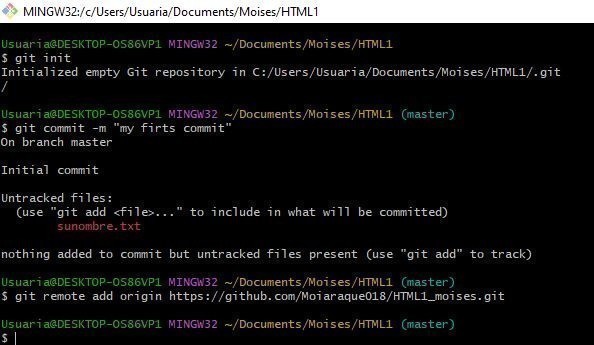 MINGW32:/c/Users/Usuaria/Documents/Moises/HTML1
Usuaria@DESKTOP-OS86VP1 MINGW32 ~/Documents/Moises/HTML1
$ git init
Initialized empty Git repository in C:/Users/Usuaria/Documents/Moises/HTML1/.git
/
Usuaria@DESKTOP-OS86VP1 MINGW32 ~/Documents/Moises/HTML1 (master)
$ git commit -m "my firts commit"
On branch master
Initial commit
Untracked files:
(use "git add <file>..." to include in what will be committed)
sunombre.txt
nothing added to commit but untracked files present (use "git add" to track)
Usuaria@DESKTOP-OS86VP1 MINGW32 ~/Documents/Moises/HTML1 (master)
$ git remote add origin https://github.com/Moiaraque018/HTML1_moises.git
Usuaria@DESKTOP-OS86VP1 MINGW32 ~/Documents/Moises/HTML1 (master)
$